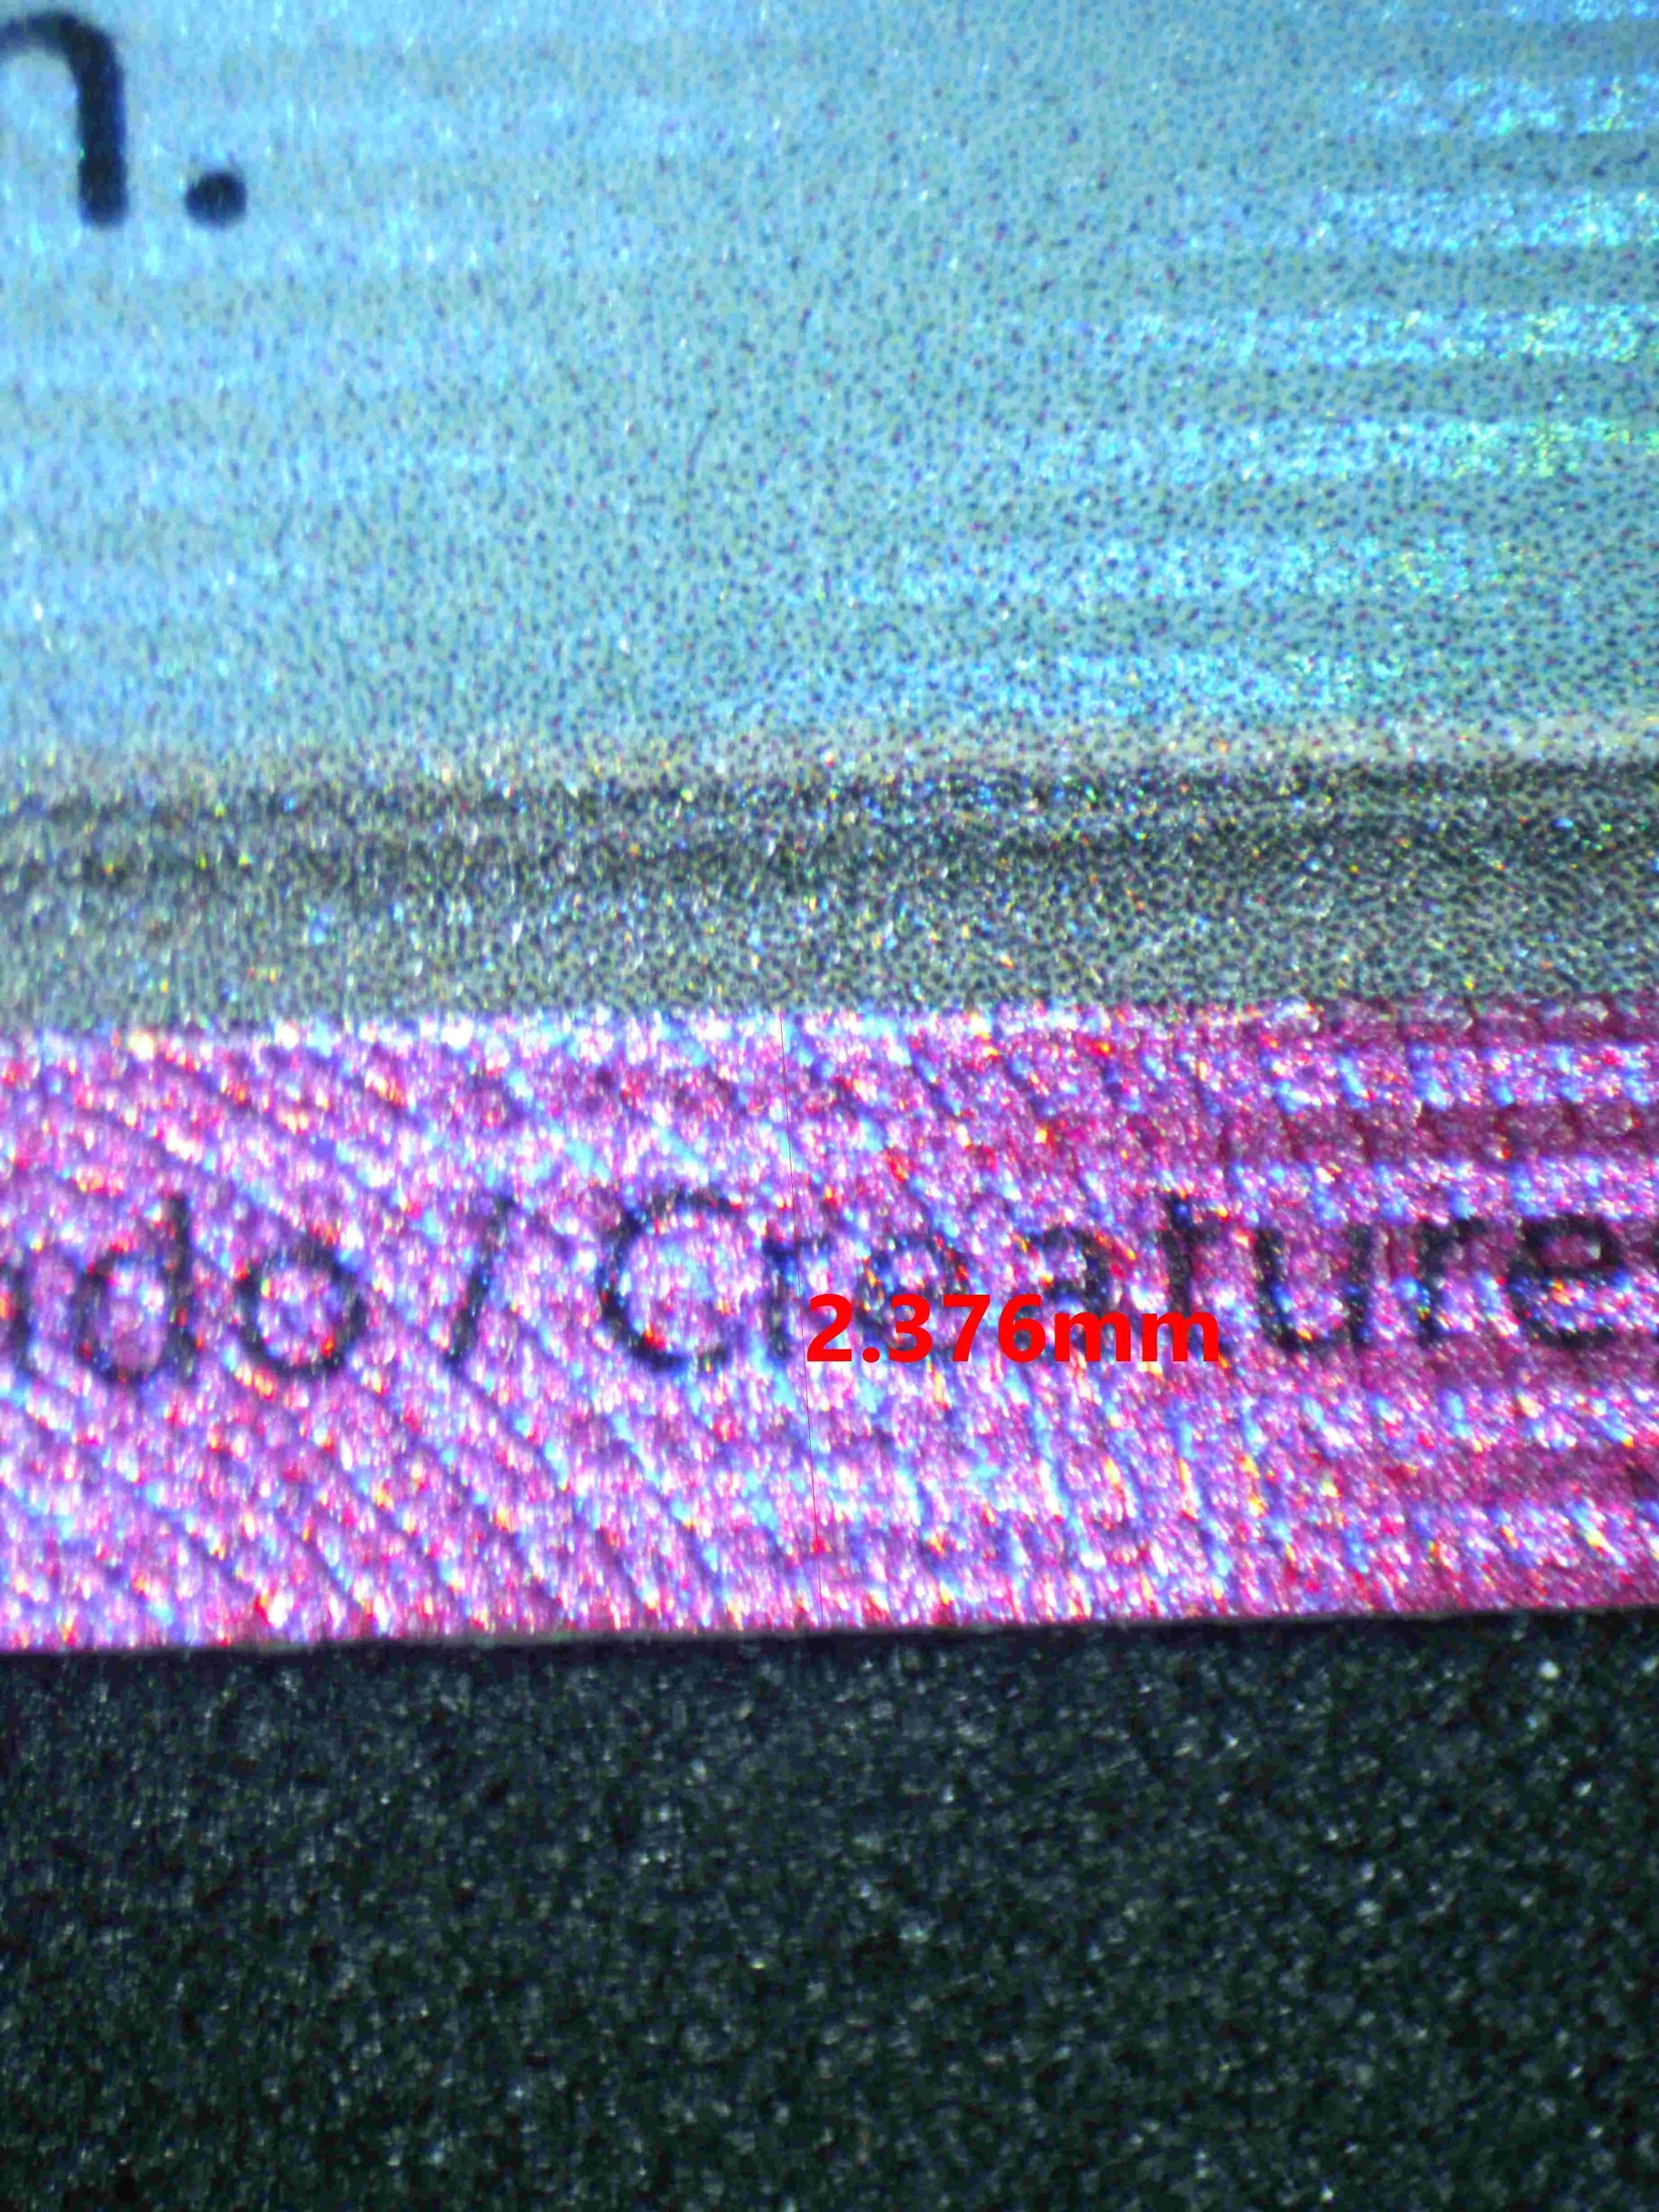 n.
do / Creature
2.376mm